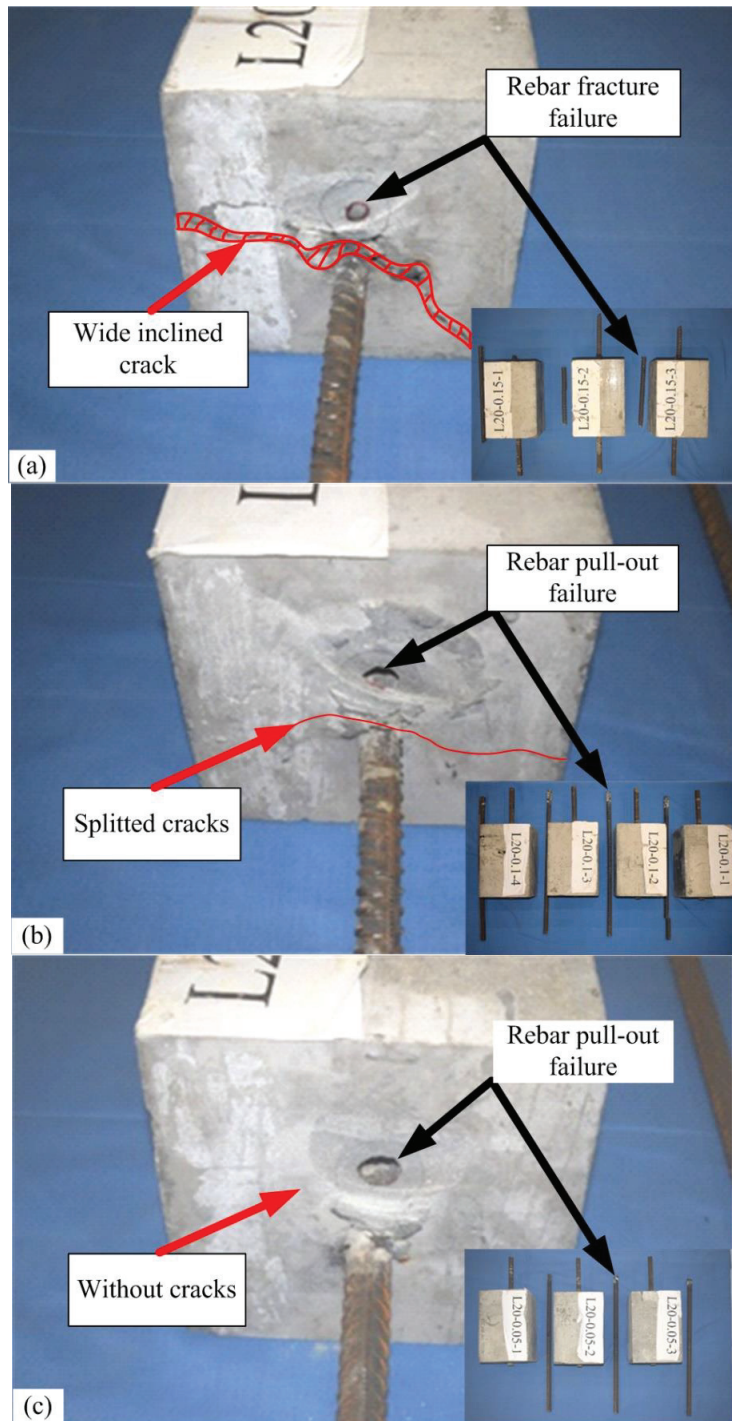 L20
Rebar fracture
failure
Wide inclined
crack
L20-0.15-1
L20-0.15-2
L20-0.15-3
(a)
Rebar pull-out
failure
Splitted cracks
L20-0.1-4
L20-0.1-3
L20-0.1-2
L20-0.1-1
(b)
L2
Rebar pull-out
failure
Without cracks
L20-0.05-1
L20-0.05-2
L20-0.05-3
(c)